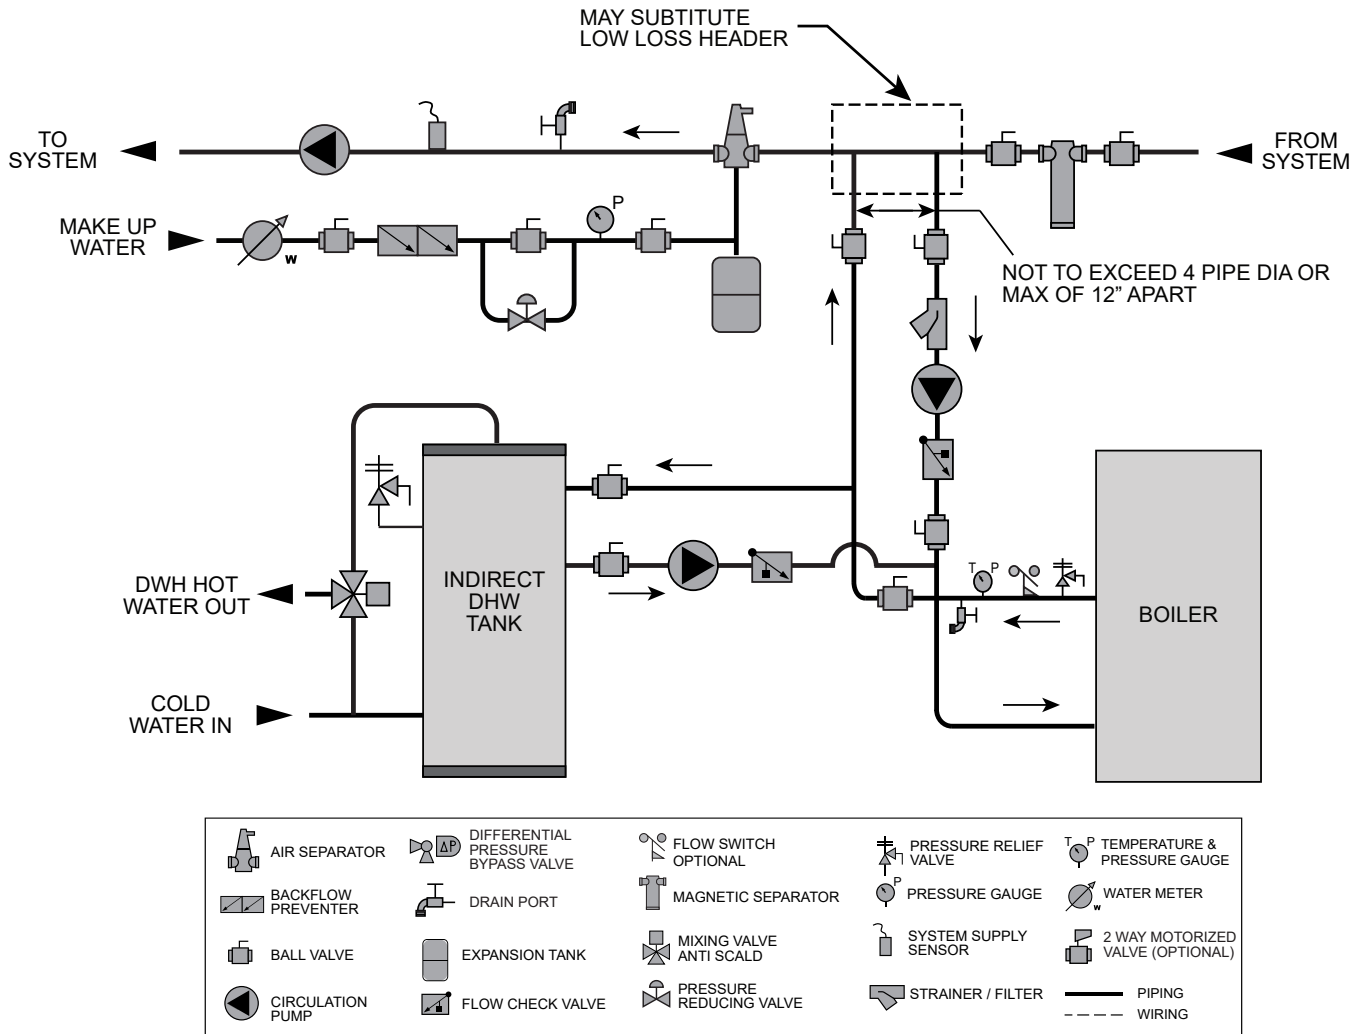 MAY SUBTITUTE
LOW LOSS HEADER
TO
SYSTEM
FROM
SYSTEM
MAKE UP
WATER
w
P
NOT TO EXCEED 4 PIPE DIA OR
MAX OF 12” APART
INDIRECT
DHW
TANK
DWH HOT
WATER OUT
COLD
WATER IN
T P
BOILER
AIR SEPARATOR
BACKFLOW
PREVENTER
BALL VALVE
CIRCULATION
PUMP
ΔP
DIFFERENTIAL
PRESSURE
BYPASS VALVE
DRAIN PORT
EXPANSION TANK
FLOW CHECK VALVE
FLOW SWITCH
OPTIONAL
MAGNETIC SEPARATOR
MIXING VALVE
ANTI SCALD
PRESSURE
REDUCING VALVE
PRESSURE RELIEF
VALVE
P
PRESSURE GAUGE
SYSTEM SUPPLY
SENSOR
STRAINER / FILTER
T P
TEMPERATURE &
PRESSURE GAUGE
w
WATER METER
2 WAY MOTORIZED
VALVE (OPTIONAL)
PIPING
WIRING